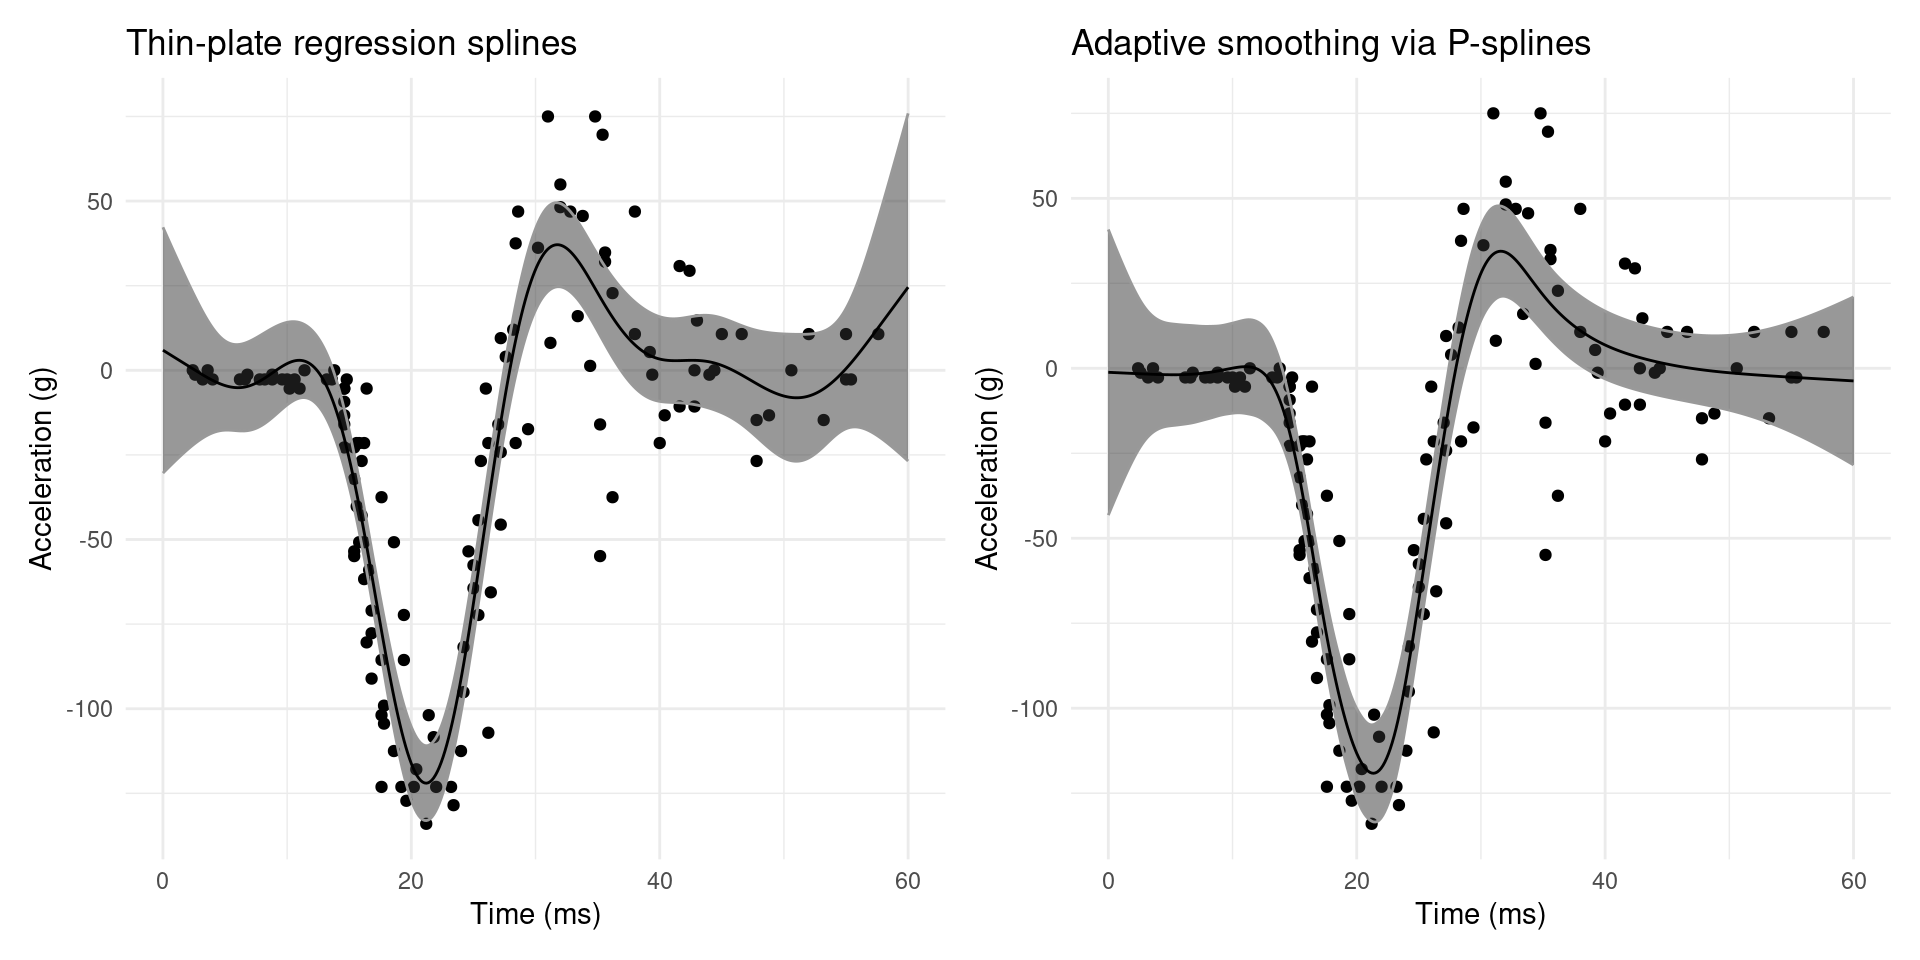 Thin-plate regression splines
Acceleration (g)
50
0
-50
-100
0 20 40 60
Time (ms)
Adaptive smoothing via P-splines
Acceleration (g)
50
0
-50
-100
0 20 40 60
Time (ms)